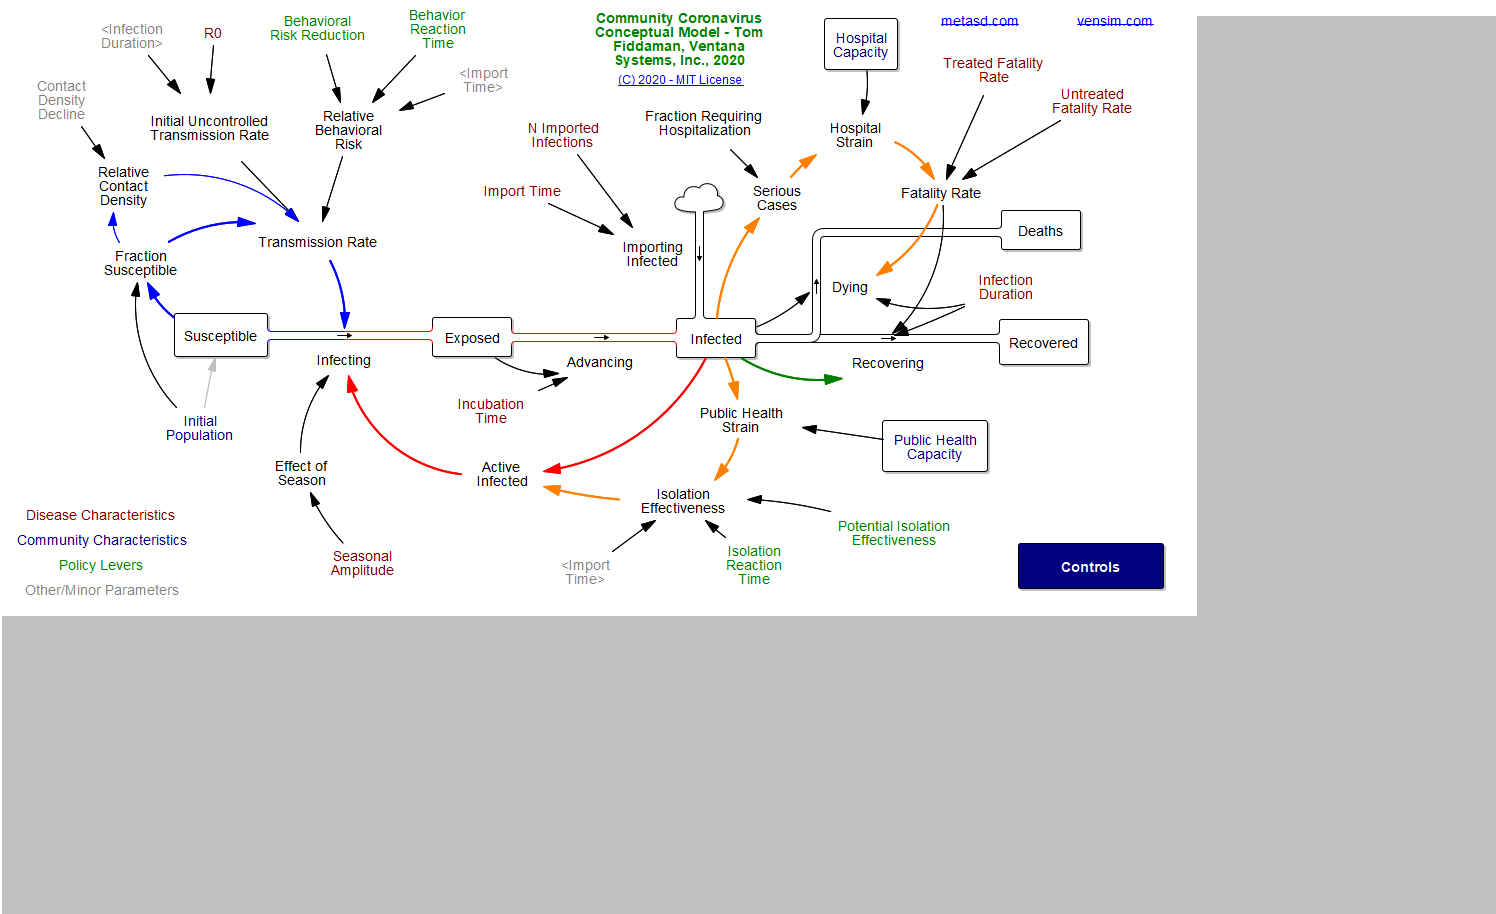 <Infection
Duration>
R0
Behavioral
Risk Reduction
Behavior
Reaction
Time
Community Coronavirus
Conceptual Model - Tom
Fiddaman, Ventana
Systems, Inc., 2020
(C) 2020 - MIT License
metasd.com
vensim.com
Hospital
Capacity
Treated Fatality
Rate
Untreated
Fatality Rate
<Import
Time>
Contact
Density
Decline
Initial Uncontrolled
Transmission Rate
Relative
Behavioral
Risk
N Imported
Infections
Fraction Requiring
Hospitalization
Hospital
Strain
Relative
Contact
Density
Import Time
Serious
Cases
Fatality Rate
Transmission Rate
Fraction
Susceptible
Importing
Infected
Deaths
Dying
Infection
Duration
Susceptible
Exposed
Infected
Recovered
Infecting
Advancing
Recovering
Incubation
Time
Initial
Population
Public Health
Strain
Public Health
Capacity
Effect of
Season
Active
Infected
Isolation
Effectiveness
Disease Characteristics
Community Characteristics
Policy Levers
Other/Minor Parameters
Seasonal
Amplitude
<Import
Time>
Isolation
Reaction
Time
Potential Isolation
Effectiveness
Controls